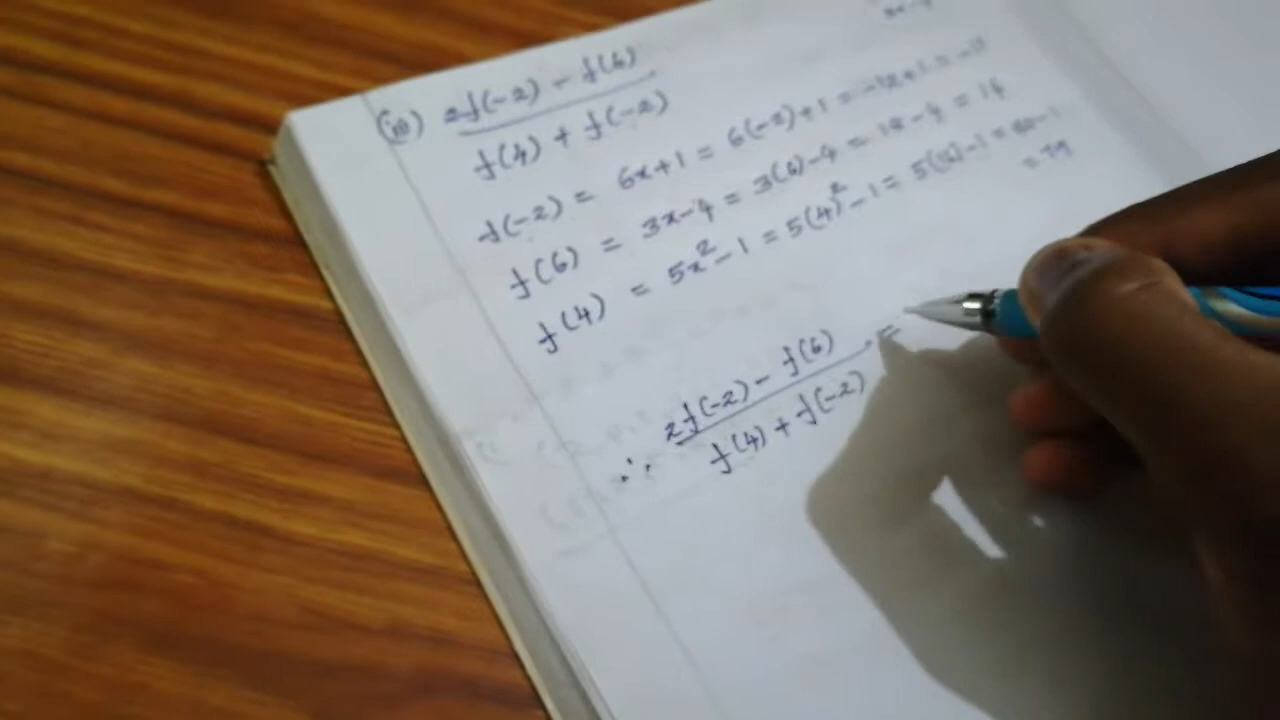 (iii) 2f(-2) - f(6)
f(4) + f(-2)
f(-2) = 6x+1 = 6(-2)+1 = -12+1 = -11
f(6) = 3x-4 = 3(6)-4 = 18-4 = 14
f(4) = 5x²-1 = 5(4)²-1 = 5(16)-1 = 80-1
= 79
∴ 2f(-2) - f(6) =
f(4) + f(-2)